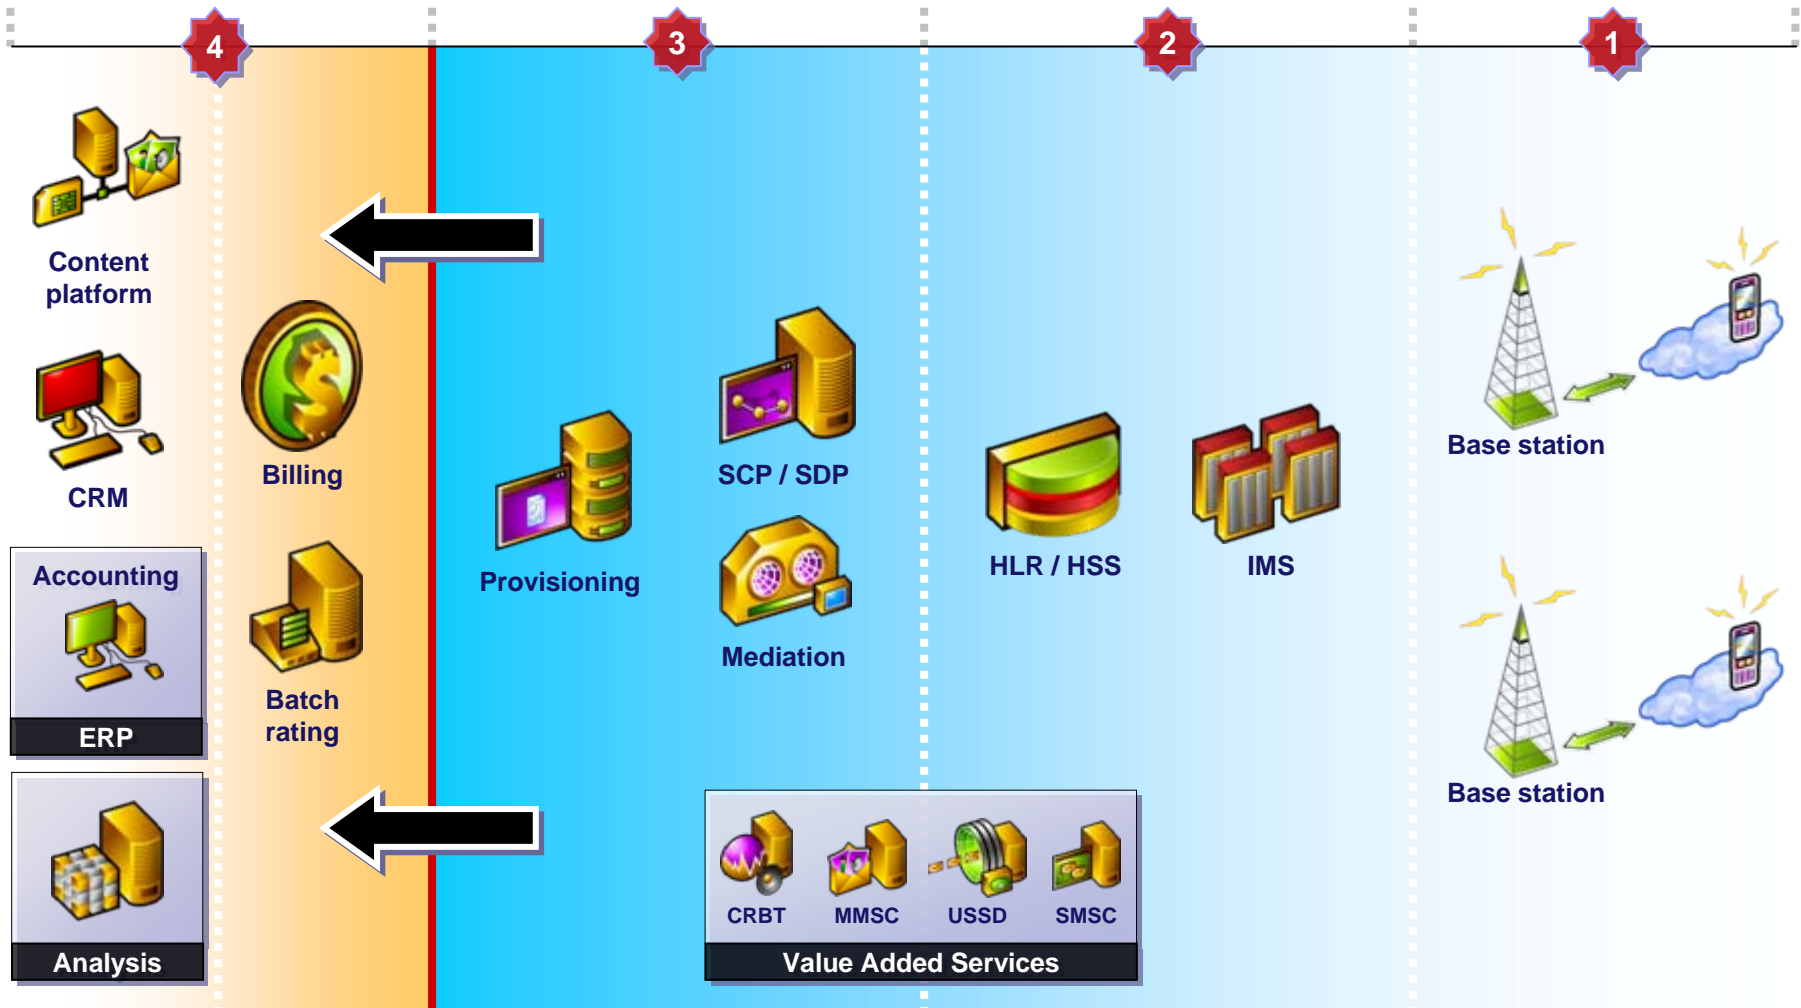 4
3
2
1
Content
platform
CRM
Accounting
ERP
Analysis
Billing
Batch
rating
Provisioning
SCP / SDP
Mediation
HLR / HSS
IMS
Base station
Base station
CRBT
MMSC
USSD
SMSC
Value Added Services